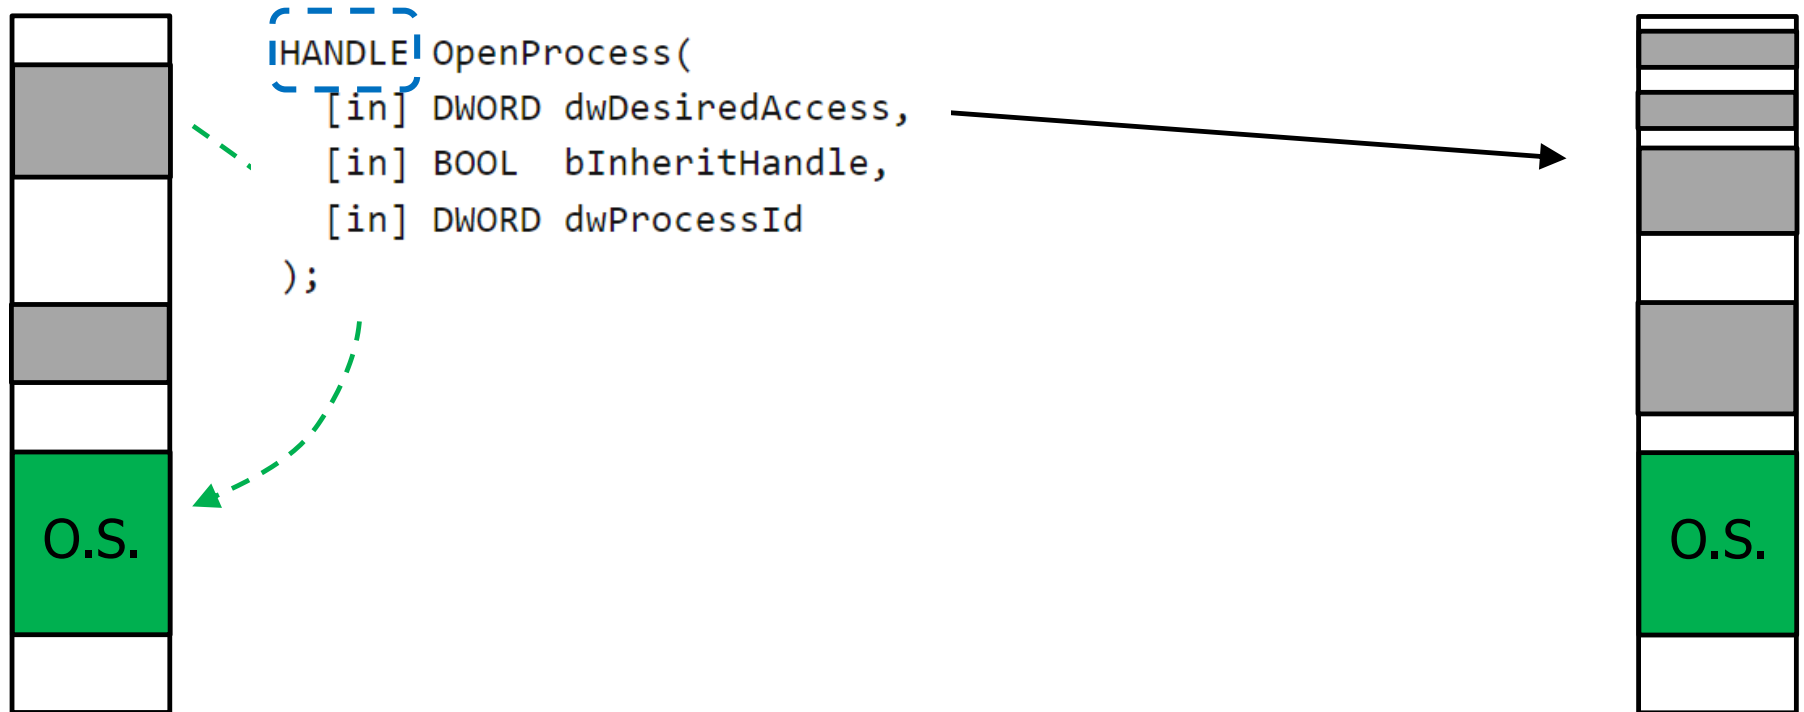 HANDLE OpenProcess(
[in] DWORD dwDesiredAccess,
[in] BOOL bInheritHandle,
[in] DWORD dwProcessId
);
O.S.
O.S.